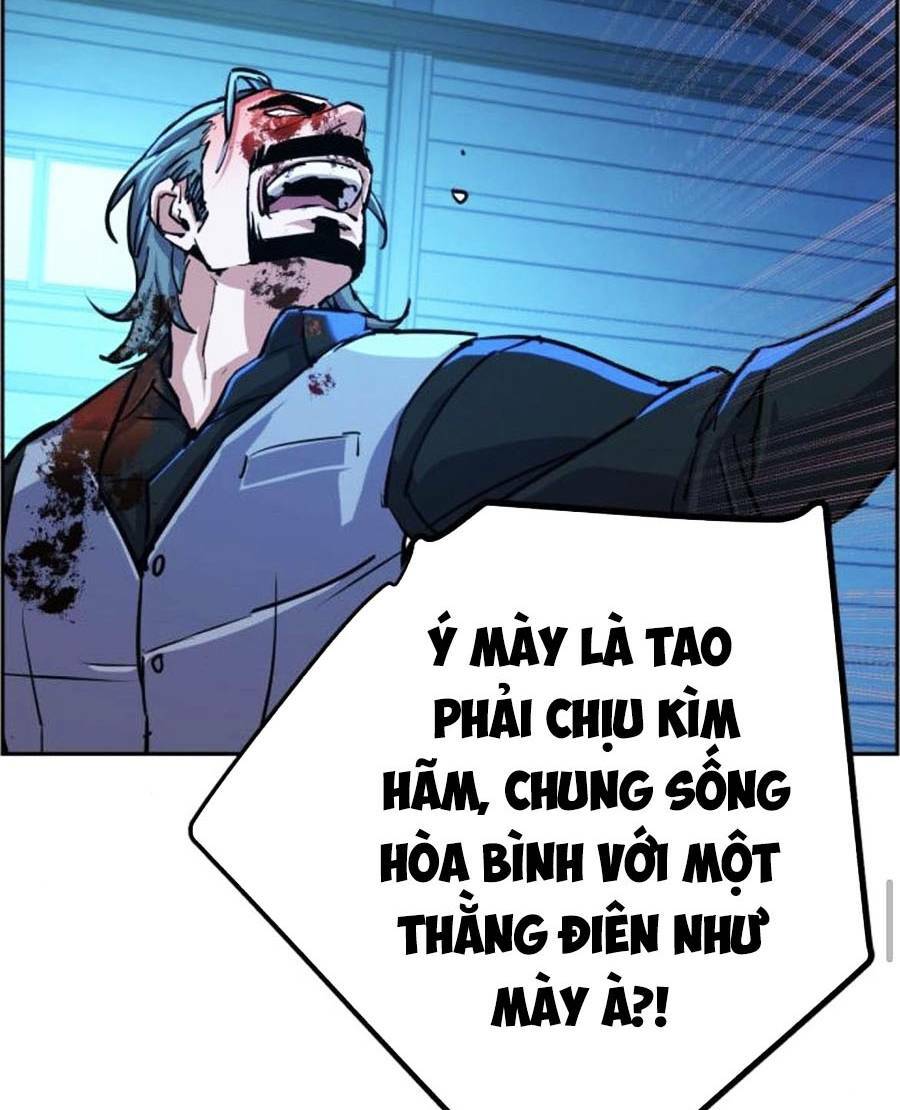 Ý MÀY LÀ TAO
PHẢI CHỊU KÌM
HÃM, CHUNG SỐNG
HÒA BÌNH VỚI MỘT
THẰNG ĐIÊN NHƯ
MÀY À?!